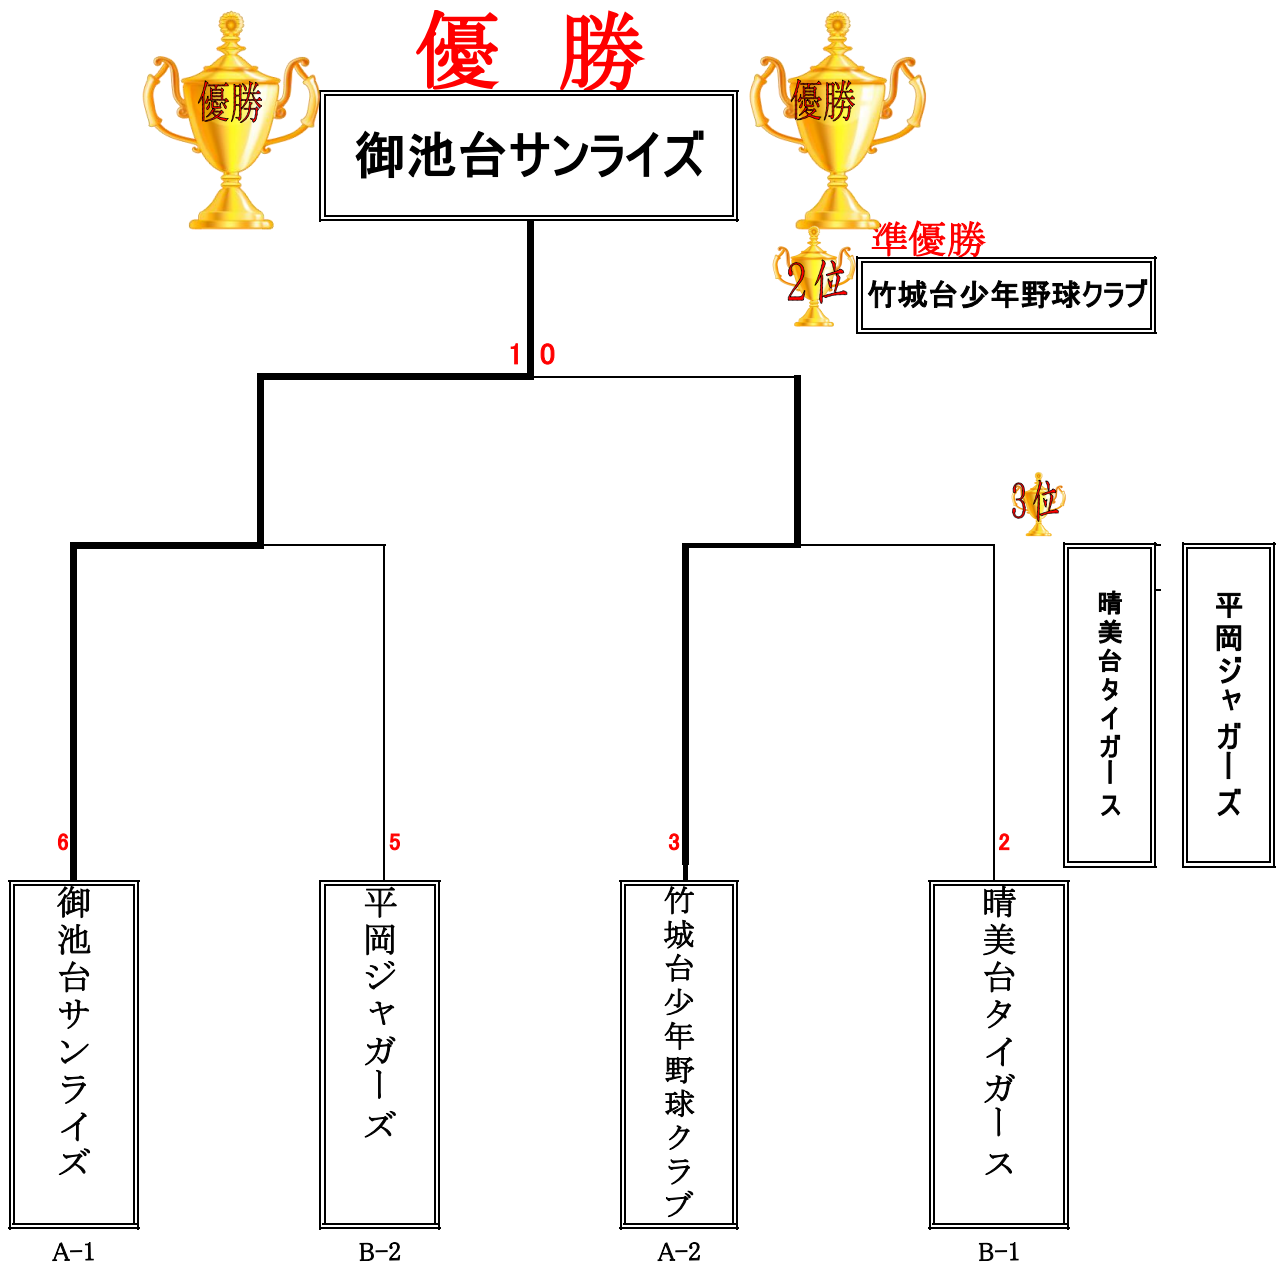 優　勝
優勝
御池台サンライズ
優勝
準優勝
2位
竹城台少年野球クラブ
1 0
3位
晴美台タイガース
平岡ジャガーズ
6
5
3
2
御池台サンライズ
平岡ジャガーズ
竹城台少年野球クラブ
晴美台タイガース
A-1
B-2
A-2
B-1